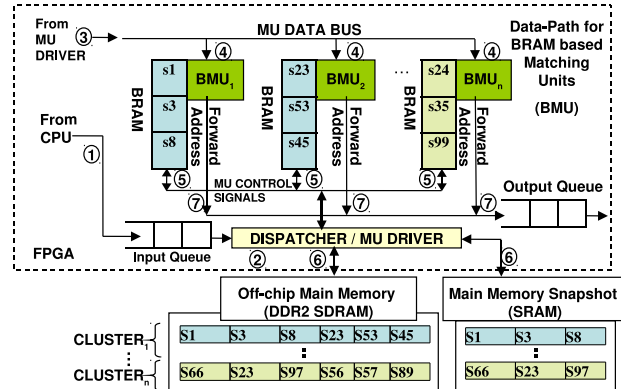 From
MU
DRIVER
③
MU DATA BUS
Data-Path for
BRAM based
Matching
Units
(BMU)
④ ④ ④
s1 BMU1 s23 BMU2 ... s24 BMUn
s3 s53 s35
s8 s45 s99
BRAM Forward Address BRAM Forward Address BRAM Forward Address
From
CPU
①
⑤ ⑤ ⑤
MU CONTROL
SIGNALS
⑦ ⑦ ⑦
Output Queue
DISPATCHER / MU DRIVER
FPGA
Input Queue
② ⑥ ⑥
Off-chip Main Memory
(DDR2 SDRAM)
Main Memory Snapshot
(SRAM)
CLUSTER1
S1 S3 S8 S23 S53 S45
S1 S3 S8
CLUSTERn
S66 S23 S97 S56 S57 S89
S66 S23 S97